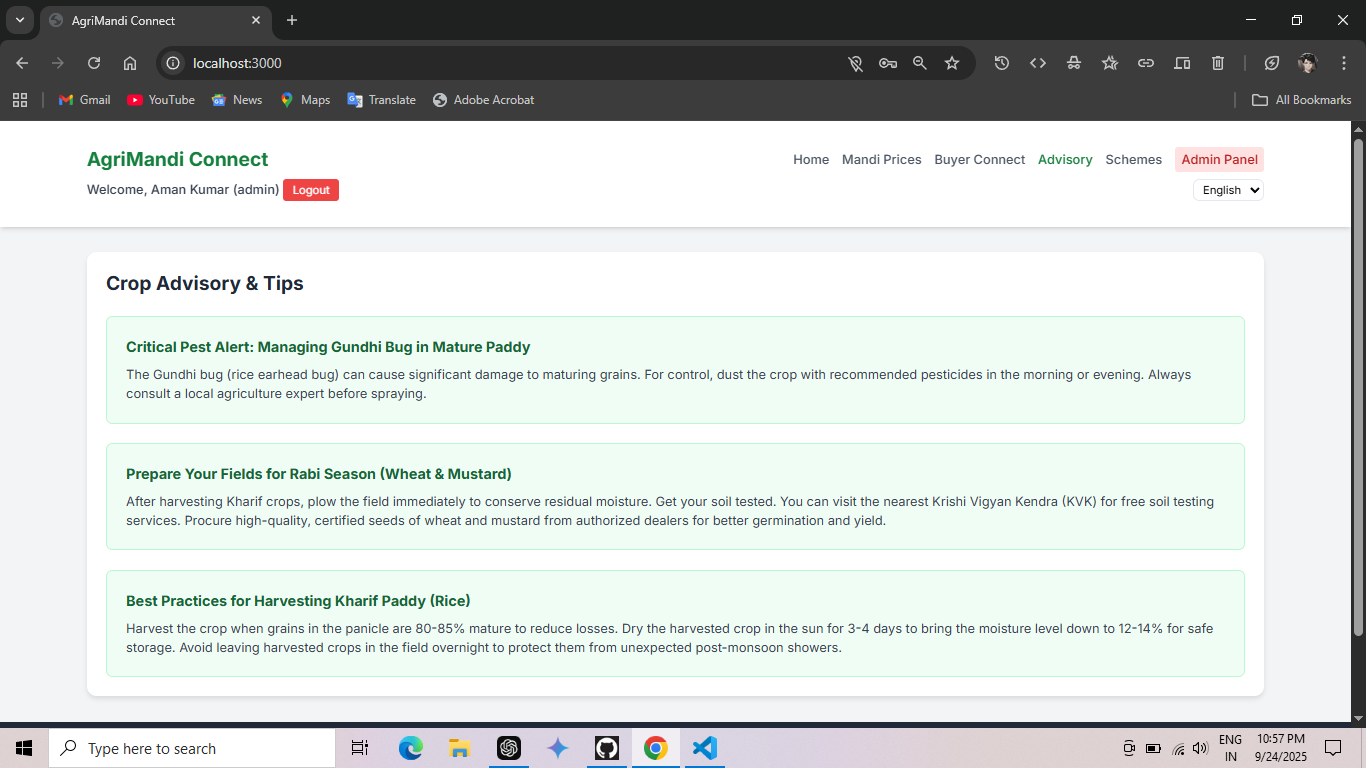 AgriMandi Connect
localhost:3000
Gmail YouTube News Maps Translate Adobe Acrobat All Bookmarks
AgriMandi Connect
Home Mandi Prices Buyer Connect Advisory Schemes Admin Panel
Welcome, Aman Kumar (admin) Logout
English
Crop Advisory & Tips
Critical Pest Alert: Managing Gundhi Bug in Mature Paddy
The Gundhi bug (rice earhead bug) can cause significant damage to maturing grains. For control, dust the crop with recommended pesticides in the morning or evening. Always
consult a local agriculture expert before spraying.
Prepare Your Fields for Rabi Season (Wheat & Mustard)
After harvesting Kharif crops, plow the field immediately to conserve residual moisture. Get your soil tested. You can visit the nearest Krishi Vigyan Kendra (KVK) for free soil testing
services. Procure high-quality, certified seeds of wheat and mustard from authorized dealers for better germination and yield.
Best Practices for Harvesting Kharif Paddy (Rice)
Harvest the crop when grains in the panicle are 80-85% mature to reduce losses. Dry the harvested crop in the sun for 3-4 days to bring the moisture level down to 12-14% for safe
storage. Avoid leaving harvested crops in the field overnight to protect them from unexpected post-monsoon showers.
Type here to search
ENG
IN
10:57 PM
9/24/2025